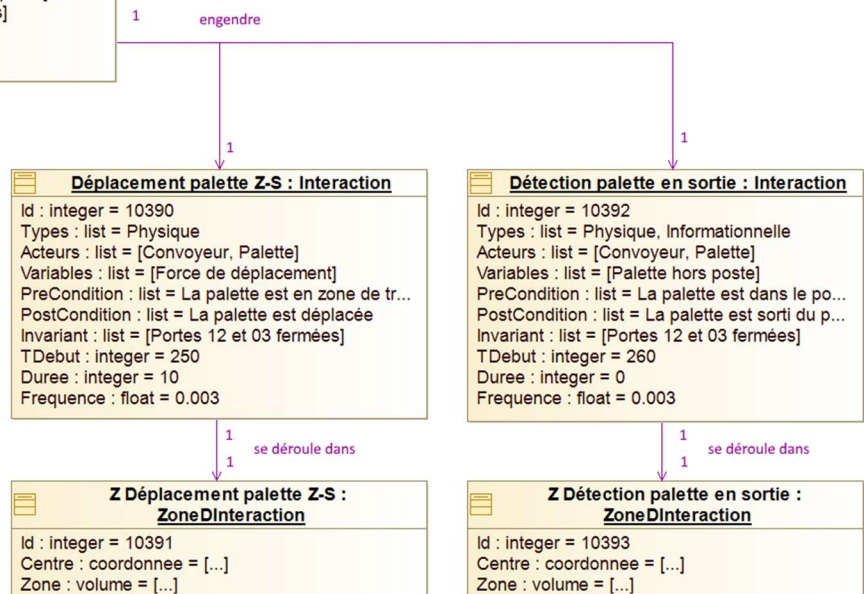 s]
1
engendre
1
1
Déplacement palette Z-S : Interaction
Id : integer = 10390
Types : list = Physique
Acteurs : list = [Convoyeur, Palette]
Variables : list = [Force de déplacement]
PreCondition : list = La palette est en zone de tr...
PostCondition : list = La palette est déplacée
Invariant : list = [Portes 12 et 03 fermées]
TDebut : integer = 250
Duree : integer = 10
Frequence : float = 0.003
Détection palette en sortie : Interaction
Id : integer = 10392
Types : list = Physique, Informationnelle
Acteurs : list = [Convoyeur, Palette]
Variables : list = [Palette hors poste]
PreCondition : list = La palette est dans le po...
PostCondition : list = La palette est sorti du p...
Invariant : list = [Portes 12 et 03 fermées]
TDebut : integer = 260
Duree : integer = 0
Frequence : float = 0.003
1
se déroule dans
1
1
se déroule dans
1
Z Déplacement palette Z-S :
ZoneDInteraction
Id : integer = 10391
Centre : coordonnee = [...]
Zone : volume = [...]
Z Détection palette en sortie :
ZoneDInteraction
Id : integer = 10393
Centre : coordonnee = [...]
Zone : volume = [...]